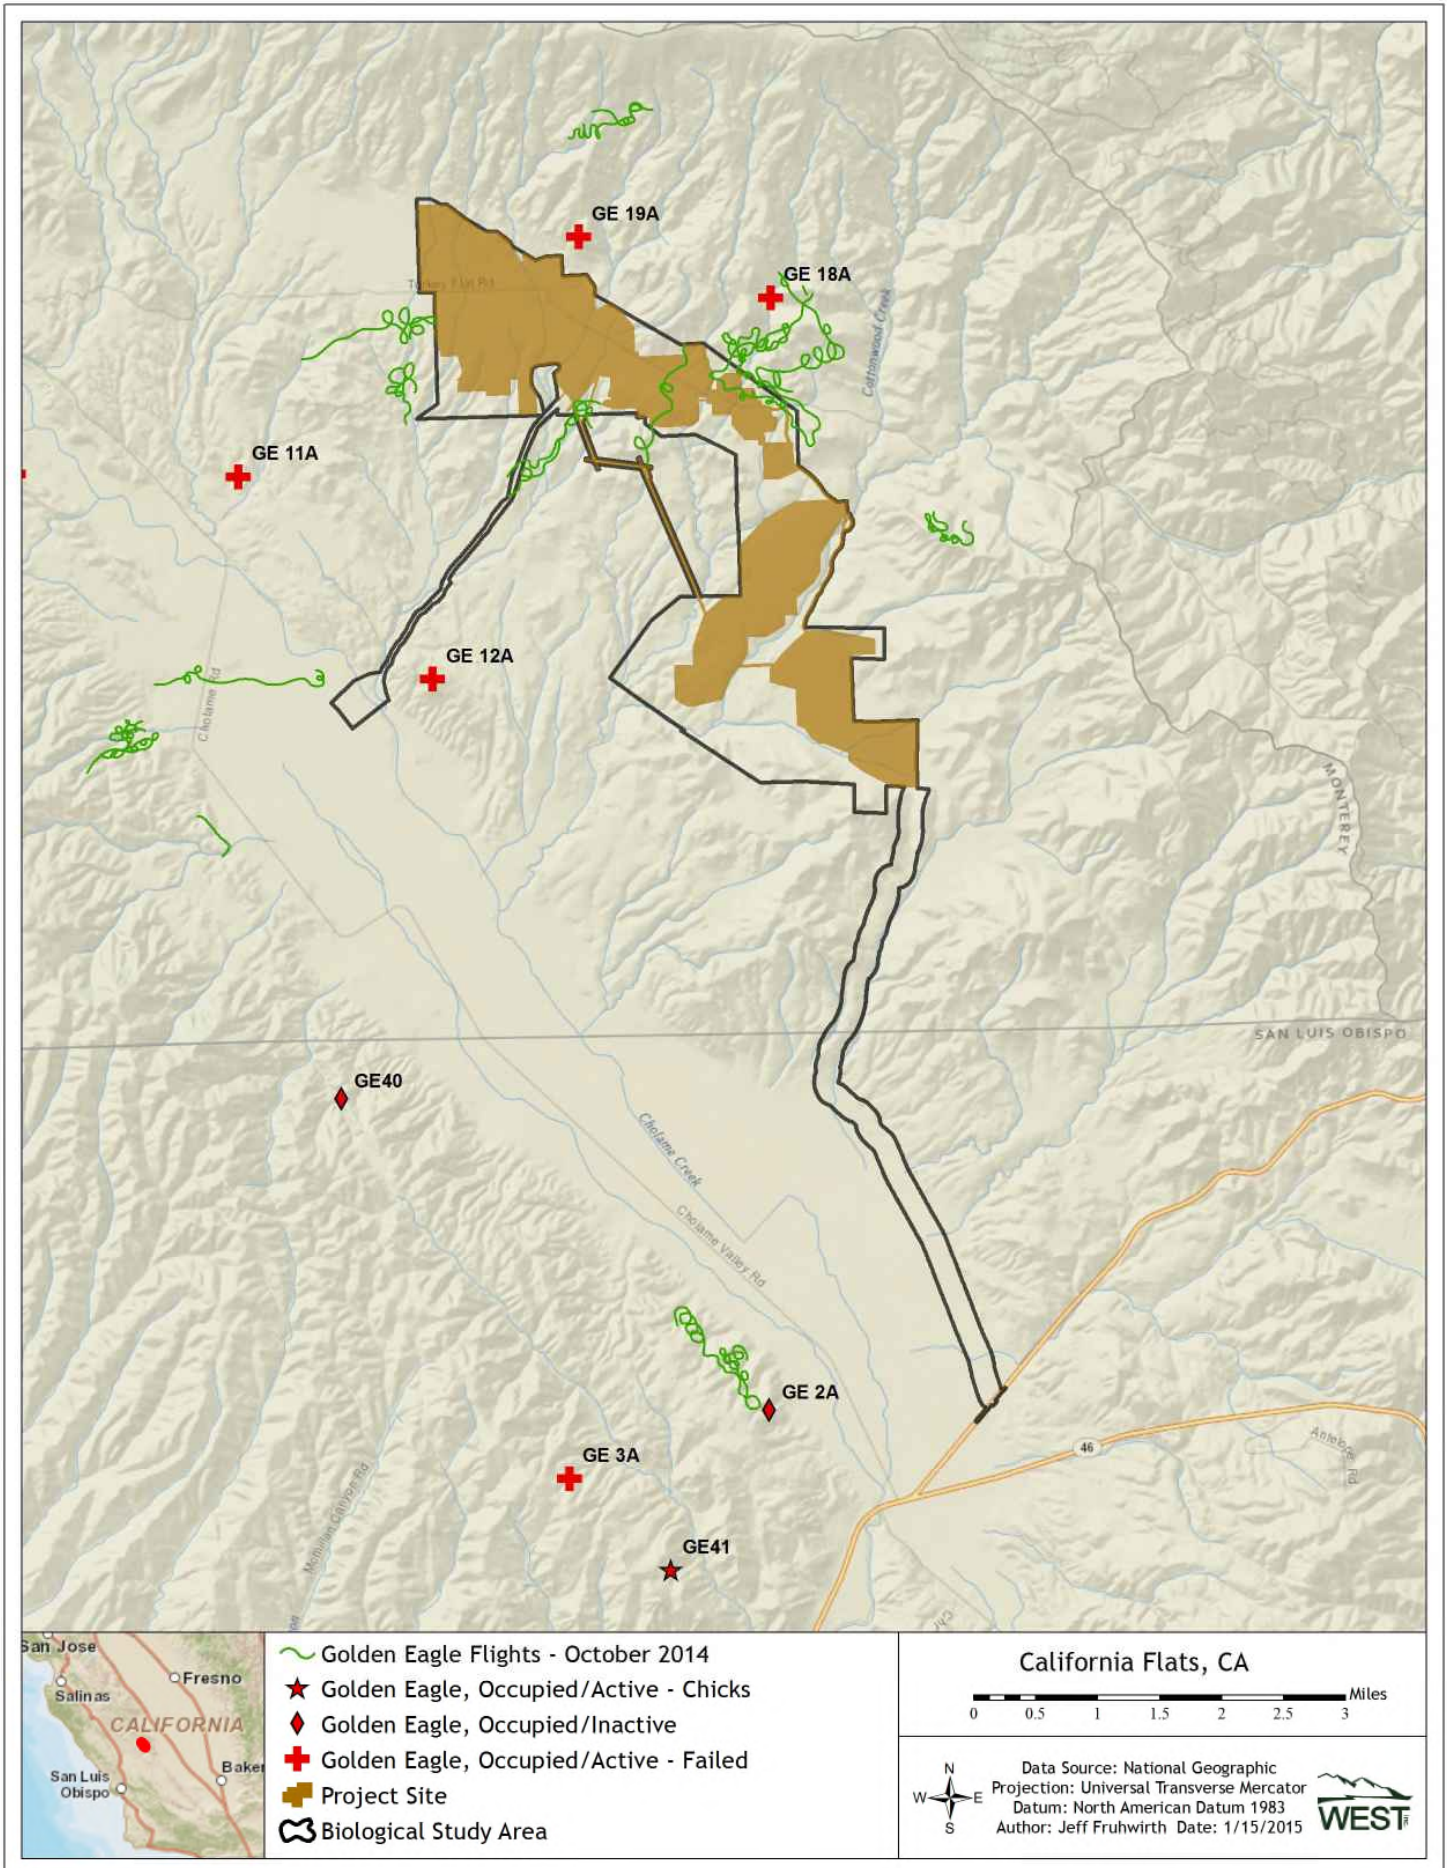 GE 19A
GE 18A
Turkey Flat Rd
Cottonwood Creek
GE 11A
GE 12A
Cholame Rd
MONTEREY
SAN LUIS OBISPO
GE40
Cholame Creek
Cholame Valley Rd
GE 2A
GE 3A
46
Antelope Rd
Mcmillan Canyon Rd
GE41
San Jose
Salinas
Fresno
CALIFORNIA
San Luis
Obispo
Baker
Golden Eagle Flights - October 2014
Golden Eagle, Occupied/Active - Chicks
Golden Eagle, Occupied/Inactive
Golden Eagle, Occupied/Active - Failed
Project Site
Biological Study Area
California Flats, CA
Miles
0 0.5 1 1.5 2 2.5 3
N
W E
S
Data Source: National Geographic
Projection: Universal Transverse Mercator
Datum: North American Datum 1983
Author: Jeff Fruhwirth Date: 1/15/2015
WEST